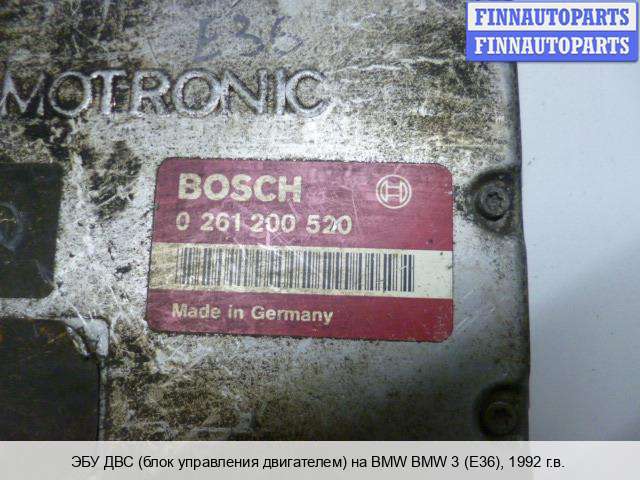 FINNAUTOPARTS
FINNAUTOPARTS
E36
MOTRONIC
BOSCH
0 261 200 520
Made in Germany
ЭБУ ДВС (блок управления двигателем) на BMW BMW 3 (E36), 1992 г.в.